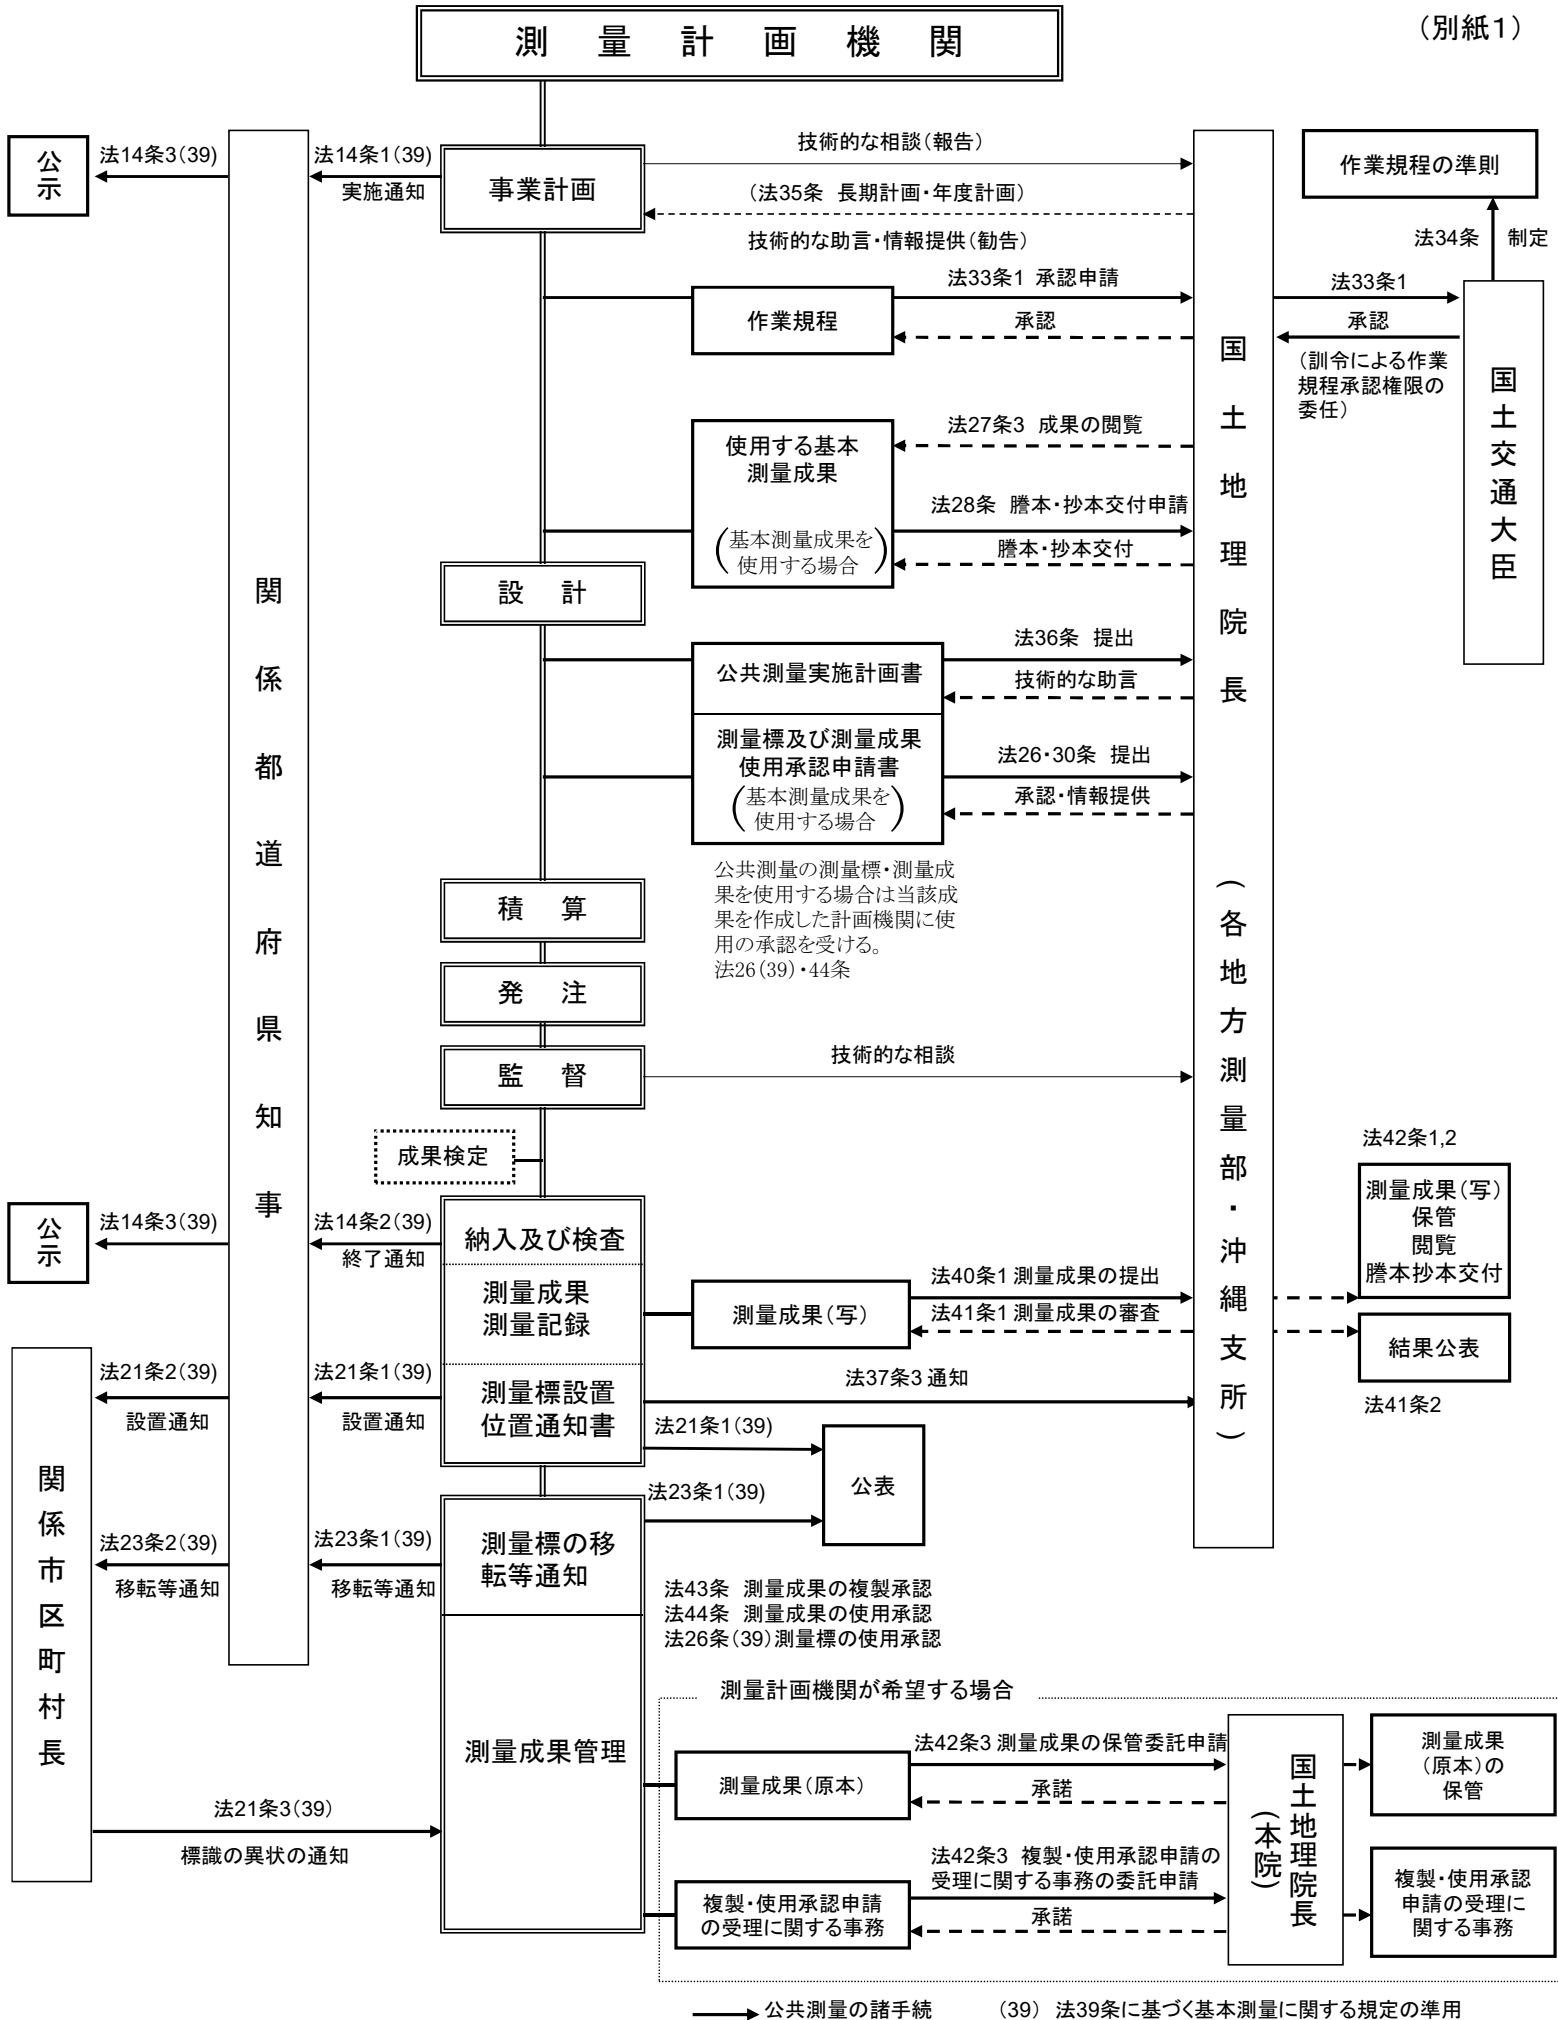 測量計画機関
(別紙1)
公示
法14条3(39)
法14条1(39)
実施通知
事業計画
技術的な相談(報告)
(法35条 長期計画・年度計画)
技術的な助言・情報提供(勧告)
作業規程の準則
法34条 制定
法33条1 承認申請
作業規程
承認
法33条1
承認
(訓令による作業
規程承認権限の
委任)
国土交通大臣
国土地理院長
(各地方測量部・沖縄支所)
関係都道府県知事
使用する基本
測量成果
(基本測量成果を
使用する場合)
法27条3 成果の閲覧
法28条 謄本・抄本交付申請
謄本・抄本交付
設計
公共測量実施計画書
法36条 提出
技術的な助言
測量標及び測量成果
使用承認申請書
(基本測量成果を
使用する場合)
法26・30条 提出
承認・情報提供
公共測量の測量標・測量成
果を使用する場合は当該成
果を作成した計画機関に使
用の承認を受ける。
法26(39)・44条
積算
発注
監督
技術的な相談
成果検定
公示
法14条3(39)
法14条2(39)
終了通知
納入及び検査
測量成果
測量記録
測量成果(写)
法40条1 測量成果の提出
法41条1 測量成果の審査
法42条1,2
測量成果(写)
保管
閲覧
謄本抄本交付
結果公表
法41条2
法21条2(39)
設置通知
法21条1(39)
設置通知
測量標設置
位置通知書
法37条3 通知
法21条1(39)
法23条1(39)
公表
関係市区町村長
法23条2(39)
移転等通知
法23条1(39)
移転等通知
測量標の移
転等通知
法43条 測量成果の複製承認
法44条 測量成果の使用承認
法26条(39)測量標の使用承認
測量計画機関が希望する場合
測量成果管理
測量成果(原本)
法42条3 測量成果の保管委託申請
承諾
国土地理院長
(本院)
測量成果
(原本)の
保管
法21条3(39)
標識の異状の通知
法42条3 複製・使用承認申請の
受理に関する事務の委託申請
承諾
複製・使用承認申請
の受理に関する事務
複製・使用承認
申請の受理に
関する事務
公共測量の諸手続
(39) 法39条に基づく基本測量に関する規定の準用